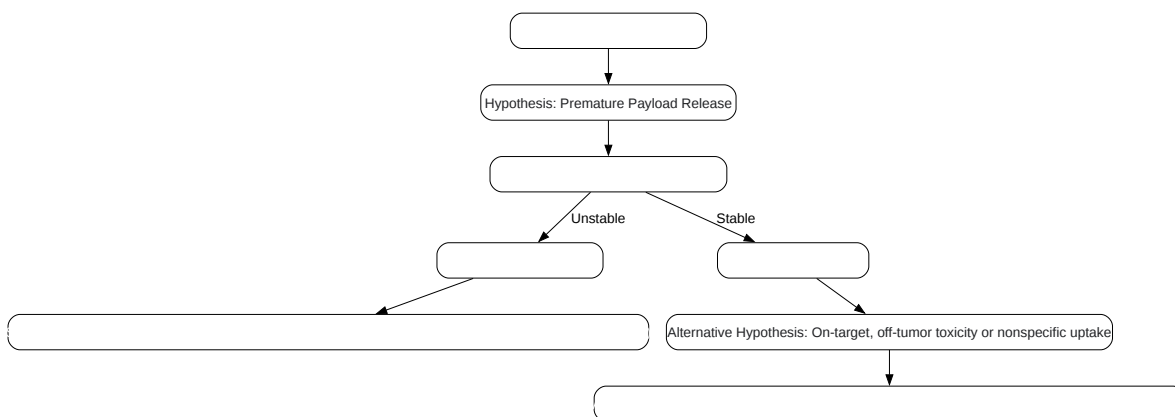 Hypothesis: Premature Payload Release
Unstable
Stable
Alternative Hypothesis: On-target, off-tumor toxicity or nonspecific uptake